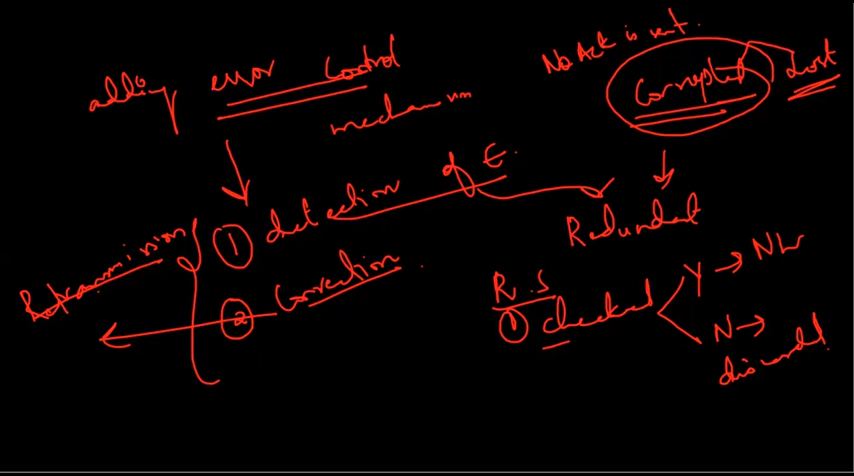 adding error Control
mechanism
No Ack is sent.
Corrupted Lost
① detection of E.
② Correction.
Retransmission
Redundant
R.S
① checked
Y → NL
N →
discarded.